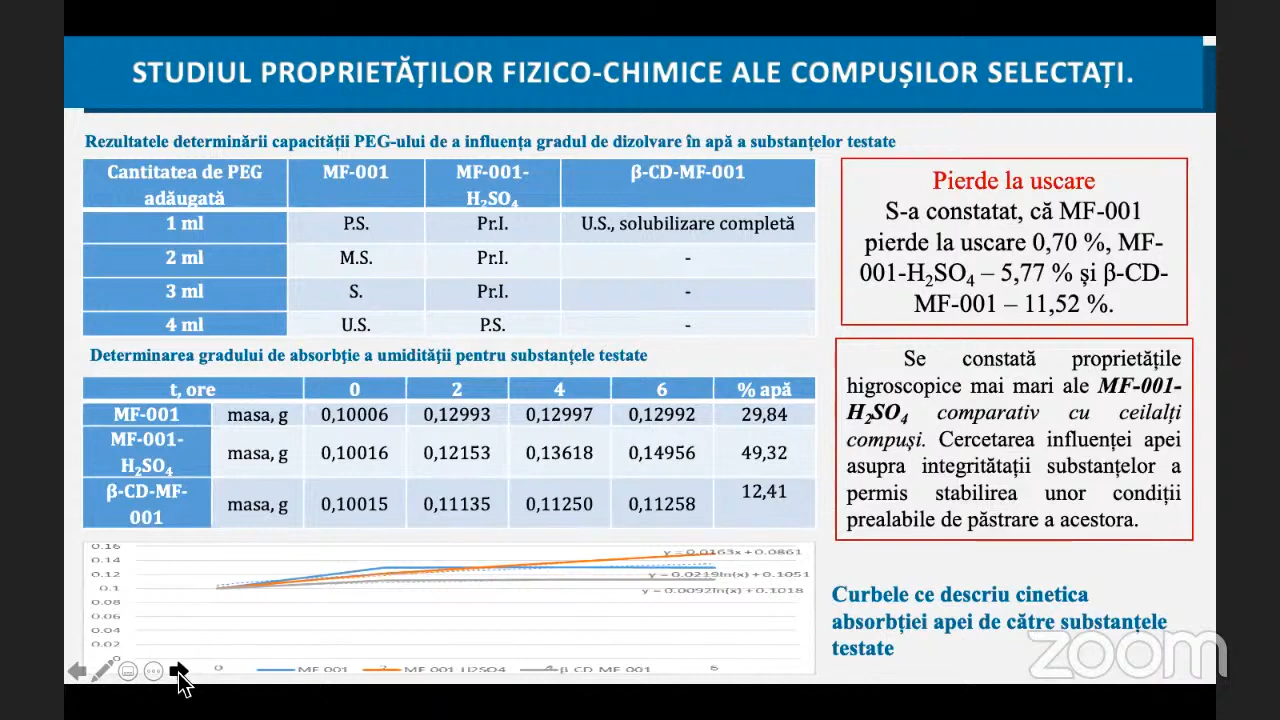 STUDIUL PROPRIETĂȚILOR FIZICO-CHIMICE ALE COMPUȘILOR SELECTAȚI.
Rezultatele determinării capacității PEG-ului de a influența gradul de dizolvare în apă a substanțelor testate
Cantitatea de PEG adăugată MF-001 MF-001-H₂SO₄ β-CD-MF-001
1 ml P.S. Pr.I. U.S., solubilizare completă
2 ml M.S. Pr.I. -
3 ml S. Pr.I. -
4 ml U.S. P.S. -
Determinarea gradului de absorbție a umidității pentru substanțele testate
t, ore 0 2 4 6 % apă
MF-001 masa, g 0,10006 0,12993 0,12997 0,12992 29,84
MF-001-H₂SO₄ masa, g 0,10016 0,12153 0,13618 0,14956 49,32
β-CD-MF-001 masa, g 0,10015 0,11135 0,11250 0,11258 12,41
0.16
0.14
0.12
0.1
0.08
0.06
0.04
0.02
0
y = 0.0163x + 0.0861
y = 0.0219ln(x) + 0.1051
y = 0.0092ln(x) + 0.1018
0 2 4 6
MF-001 MF-001-H2SO4 β-CD-MF-001
Pierde la uscare
S-a constatat, că MF-001
pierde la uscare 0,70 %, MF-
001-H₂SO₄ – 5,77 % și β-CD-
MF-001 – 11,52 %.
Se constată proprietățile
higroscopice mai mari ale MF-001-
H₂SO₄ comparativ cu ceilalți
compuși. Cercetarea influenței apei
asupra integrității substanțelor a
permis stabilirea unor condiții
prealabile de păstrare a acestora.
Curbele ce descriu cinetica
absorbției apei de către substanțele
testate
zoom